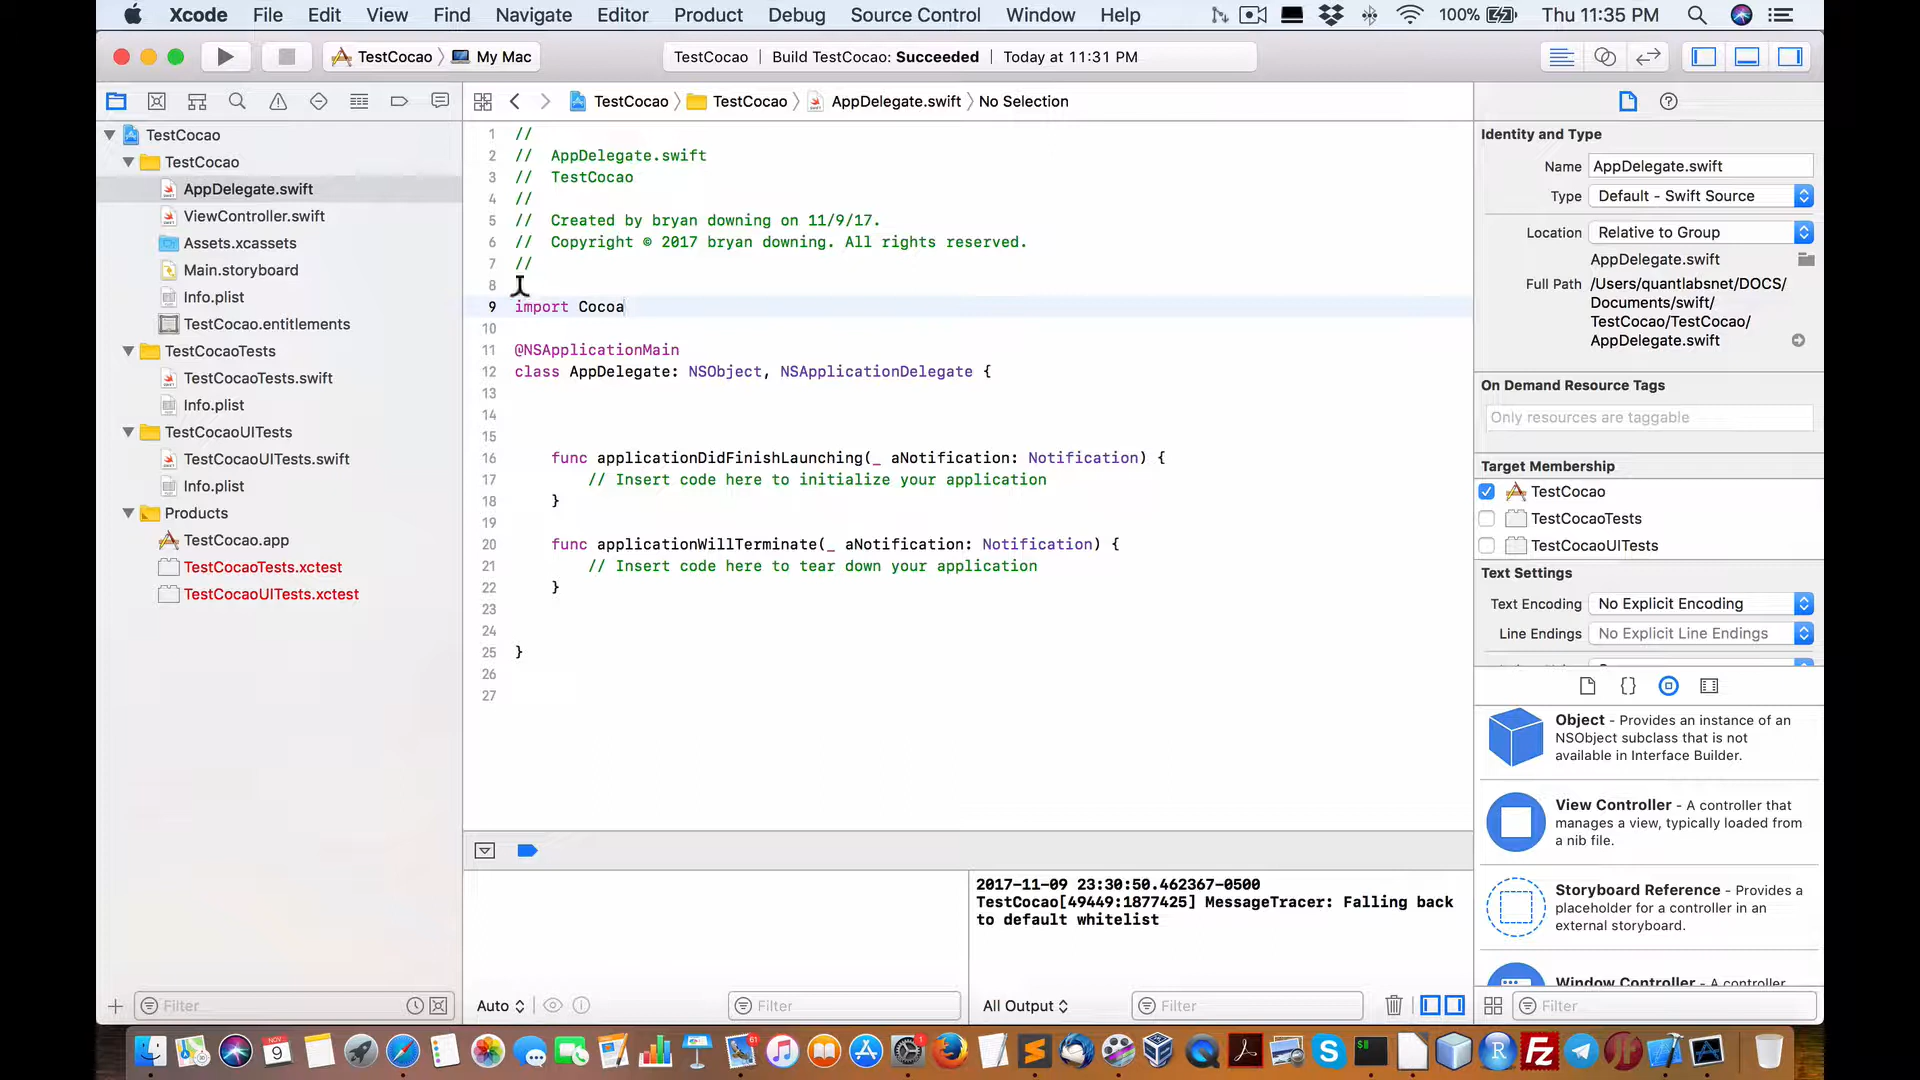 Xcode File Edit View Find Navigate Editor Product Debug Source Control Window Help 100% Thu 11:35 PM
TestCocao My Mac TestCocao Build TestCocao: Succeeded Today at 11:31 PM
TestCocao TestCocao AppDelegate.swift No Selection
TestCocao
TestCocao
AppDelegate.swift
ViewController.swift
Assets.xcassets
Main.storyboard
Info.plist
TestCocao.entitlements
TestCocaoTests
TestCocaoTests.swift
Info.plist
TestCocaoUITests
TestCocaoUITests.swift
Info.plist
Products
TestCocao.app
TestCocaoTests.xctest
TestCocaoUITests.xctest
Filter
1 //
2 // AppDelegate.swift
3 // TestCocao
4 //
5 // Created by bryan downing on 11/9/17.
6 // Copyright © 2017 bryan downing. All rights reserved.
7 //
8
9 import Cocoa
10
11 @NSApplicationMain
12 class AppDelegate: NSObject, NSApplicationDelegate {
13
14
15
16 func applicationDidFinishLaunching(_ aNotification: Notification) {
17 // Insert code here to initialize your application
18 }
19
20 func applicationWillTerminate(_ aNotification: Notification) {
21 // Insert code here to tear down your application
22 }
23
24
25 }
26
27
Auto Filter
2017-11-09 23:30:50.462367-0500
TestCocao[49449:1877425] MessageTracer: Falling back
to default whitelist
All Output Filter
Identity and Type
Name AppDelegate.swift
Type Default - Swift Source
Location Relative to Group
AppDelegate.swift
Full Path /Users/quantlabsnet/DOCS/
Documents/swift/
TestCocao/TestCocao/
AppDelegate.swift
On Demand Resource Tags
Only resources are taggable
Target Membership
TestCocao
TestCocaoTests
TestCocaoUITests
Text Settings
Text Encoding No Explicit Encoding
Line Endings No Explicit Line Endings
{}
Object - Provides an instance of an
NSObject subclass that is not
available in Interface Builder.
View Controller - A controller that
manages a view, typically loaded from
a nib file.
Storyboard Reference - Provides a
placeholder for a controller in an
external storyboard.
Window Controller - A controller
Filter
NOV
9
61
1
S
$
R
Fz